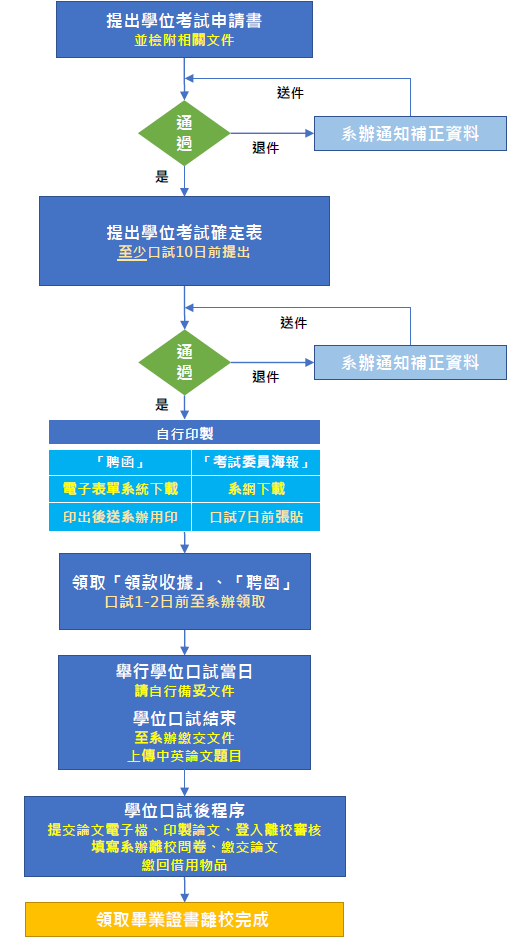 提出學位考試申請書
並檢附相關文件
送件
通
過
系辦通知補正資料
退件
是
提出學位考試確定表
至少口試10日前提出
送件
通
過
系辦通知補正資料
退件
是
自行印製
「聘函」
「考試委員海報」
電子表單系統下載
系網下載
印出後送系辦用印
口試7日前張貼
領取「領款收據」、「聘函」
口試1-2日前至系辦領取
舉行學位口試當日
請自行備妥文件
學位口試結束
至系辦繳交文件
上傳中英論文題目
學位口試後程序
提交論文電子檔、印製論文、登入離校審核
填寫系辦離校問卷、繳交論文
繳回借用物品
領取畢業證書離校完成